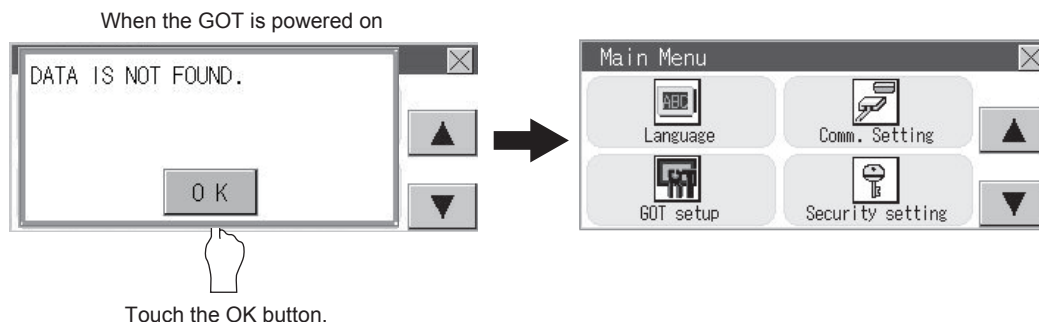 When the GOT is powered on
DATA IS NOT FOUND.
OK
Touch the OK button.
Main Menu
ABC
Language
Comm. Setting
GOT setup
Security setting